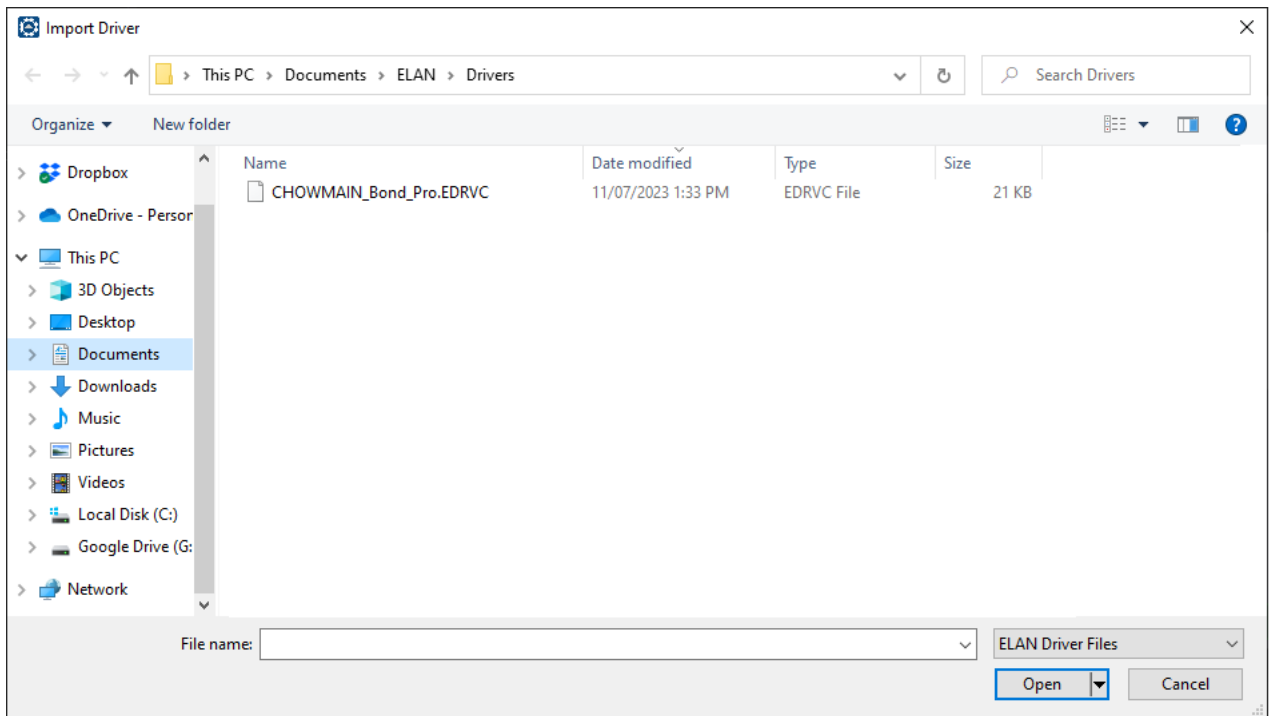 Import Driver
This PC > Documents > ELAN > Drivers
Search Drivers
Organize
New folder
Name
Date modified
Type
Size
CHOWMAIN_Bond_Pro.EDRVC
11/07/2023 1:33 PM
EDRVC File
21 KB
Dropbox
OneDrive - Person
This PC
3D Objects
Desktop
Documents
Downloads
Music
Pictures
Videos
Local Disk (C:)
Google Drive (G:
Network
File name:
ELAN Driver Files
Open
Cancel